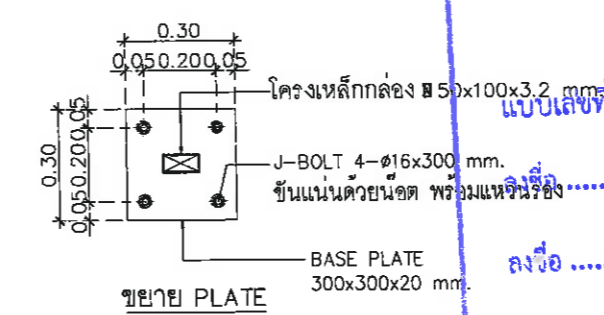 0.30
0.05 0.20 0.05
0.30
0.05 0.20 0.05
โครงเหล็กกล่อง 50x100x3.2 mm.
แบบเลขที่
J-BOLT 4-ø16x300 mm.
ขันแน่นด้วยน๊อต พร้อมแหวนรอง
ลงชื่อ .....
BASE PLATE
300x300x20 mm.
ลงชื่อ ....
ขยาย PLATE